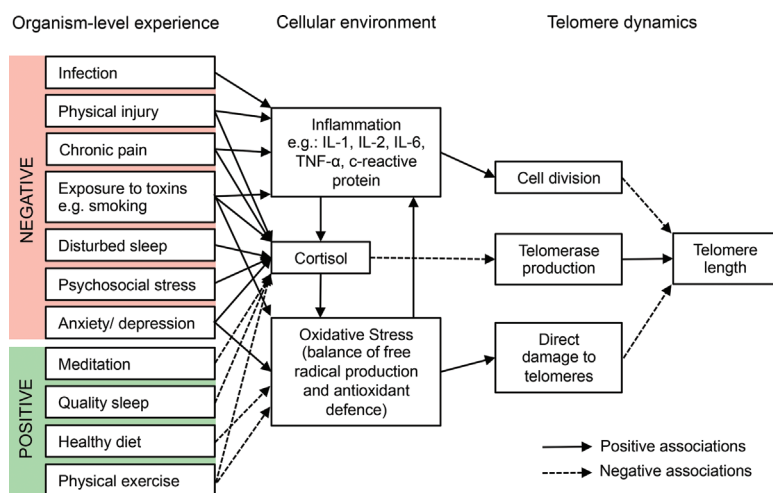 Organism-level experience
Cellular environment
Telomere dynamics
NEGATIVE
Infection
Physical injury
Chronic pain
Exposure to toxins
e.g. smoking
Disturbed sleep
Psychosocial stress
Anxiety/ depression
POSITIVE
Meditation
Quality sleep
Healthy diet
Physical exercise
Inflammation
e.g.: IL-1, IL-2, IL-6,
TNF-α, c-reactive
protein
Cortisol
Oxidative Stress
(balance of free
radical production
and antioxidant
defence)
Cell division
Telomerase
production
Direct
damage to
telomeres
Telomere
length
Positive associations
Negative associations